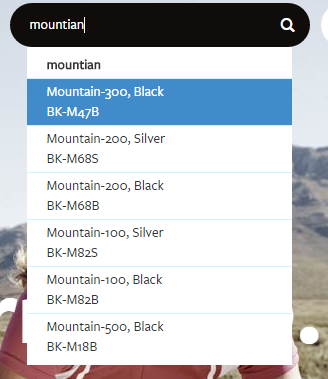 mountian
mountian
Mountain-300, Black
BK-M47B
Mountain-200, Silver
BK-M68S
Mountain-200, Black
BK-M68B
Mountain-100, Silver
BK-M82S
Mountain-100, Black
BK-M82B
Mountain-500, Black
BK-M18B